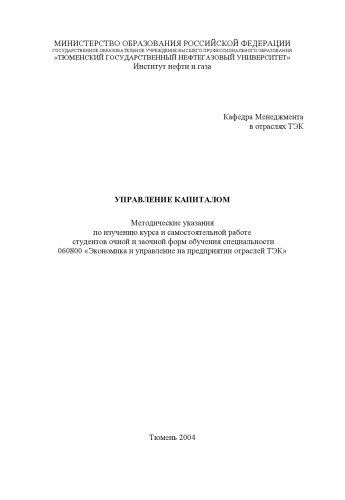 МИНИСТЕРСТВО ОБРАЗОВАНИЯ РОССИЙСКОЙ ФЕДЕРАЦИИ
ГОСУДАРСТВЕННОЕ ОБРАЗОВАТЕЛЬНОЕ УЧРЕЖДЕНИЕ ВЫСШЕГО ПРОФЕССИОНАЛЬНОГО ОБРАЗОВАНИЯ
«ТЮМЕНСКИЙ ГОСУДАРСТВЕННЫЙ НЕФТЕГАЗОВЫЙ УНИВЕРСИТЕТ»
Институт нефти и газа
Кафедра Менеджмента
в отраслях ТЭК
УПРАВЛЕНИЕ КАПИТАЛОМ
Методические указания
по изучению курса и самостоятельной работе
студентов очной и заочной форм обучения специальности
060800 «Экономика и управление на предприятии отраслей ТЭК»
Тюмень 2004